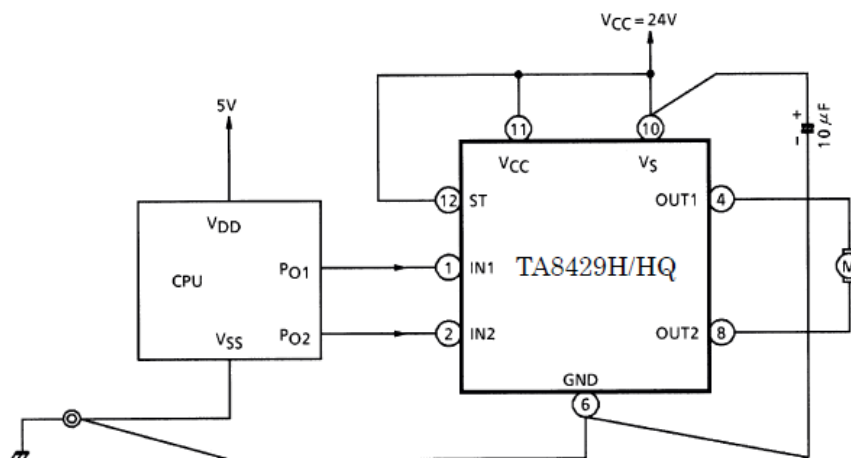 VCC = 24V
5V
11
10
+
-
10 μF
VCC
VS
12
ST
OUT1
4
VDD
CPU
PO1
1
IN1
TA8429H/HQ
M
PO2
2
IN2
OUT2
8
VSS
GND
6